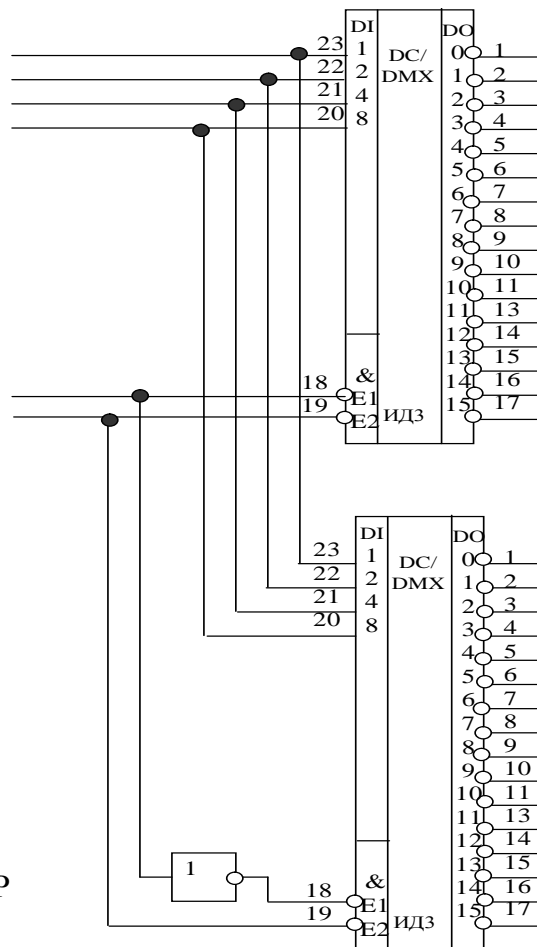 DI DO
23 1 DC/ 0 1
22 2 DMX 1 2
21 4 2 3
20 8 3 4
4 5
5 6
6 7
7 8
8 9
9 10
10 11
11 13
12 14
& 13 15
18 E1 14 16
19 E2 ИД3 15 17
DI DO
23 1 DC/ 0 1
22 2 DMX 1 2
21 4 2 3
20 8 3 4
4 5
5 6
6 7
7 8
8 9
9 10
10 11
11 13
12 14
1 & 13 15
Р 18 E1 14 16
19 E2 ИД3 15 17